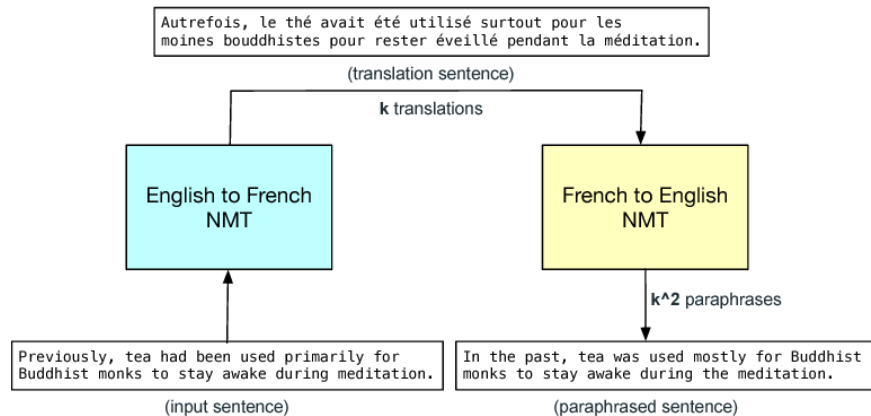 Autrefois, le thé avait été utilisé surtout pour les
moines bouddhistes pour rester éveillé pendant la méditation.
(translation sentence)
k translations
English to French
NMT
French to English
NMT
k^2 paraphrases
Previously, tea had been used primarily for
Buddhist monks to stay awake during meditation.
(input sentence)
In the past, tea was used mostly for Buddhist
monks to stay awake during the meditation.
(paraphrased sentence)